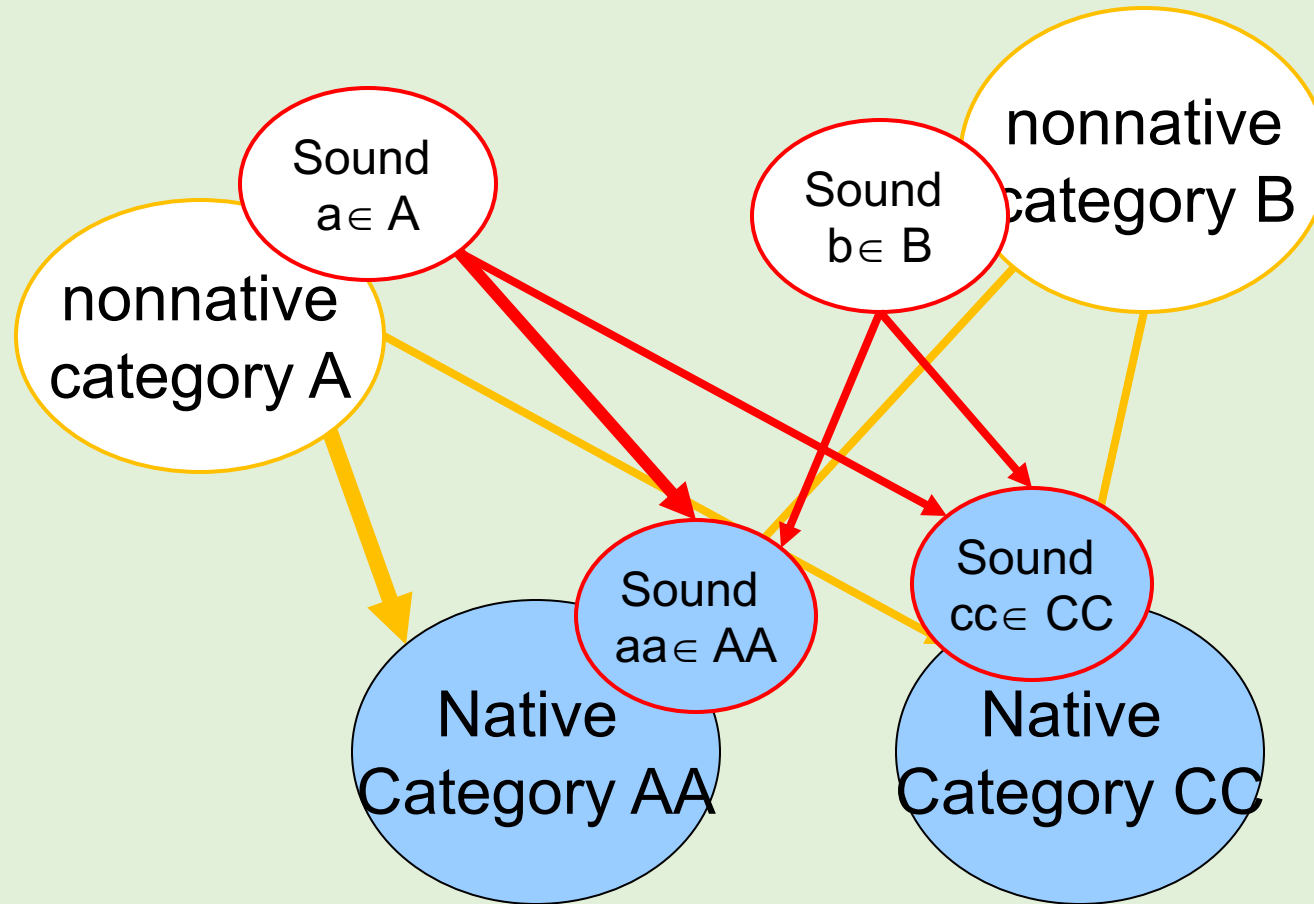 nonnative
category B
Sound
a∈ A
Sound
b∈ B
nonnative
category A
Sound
aa∈ AA
Sound
cc∈ CC
Native
Category AA
Native
Category CC